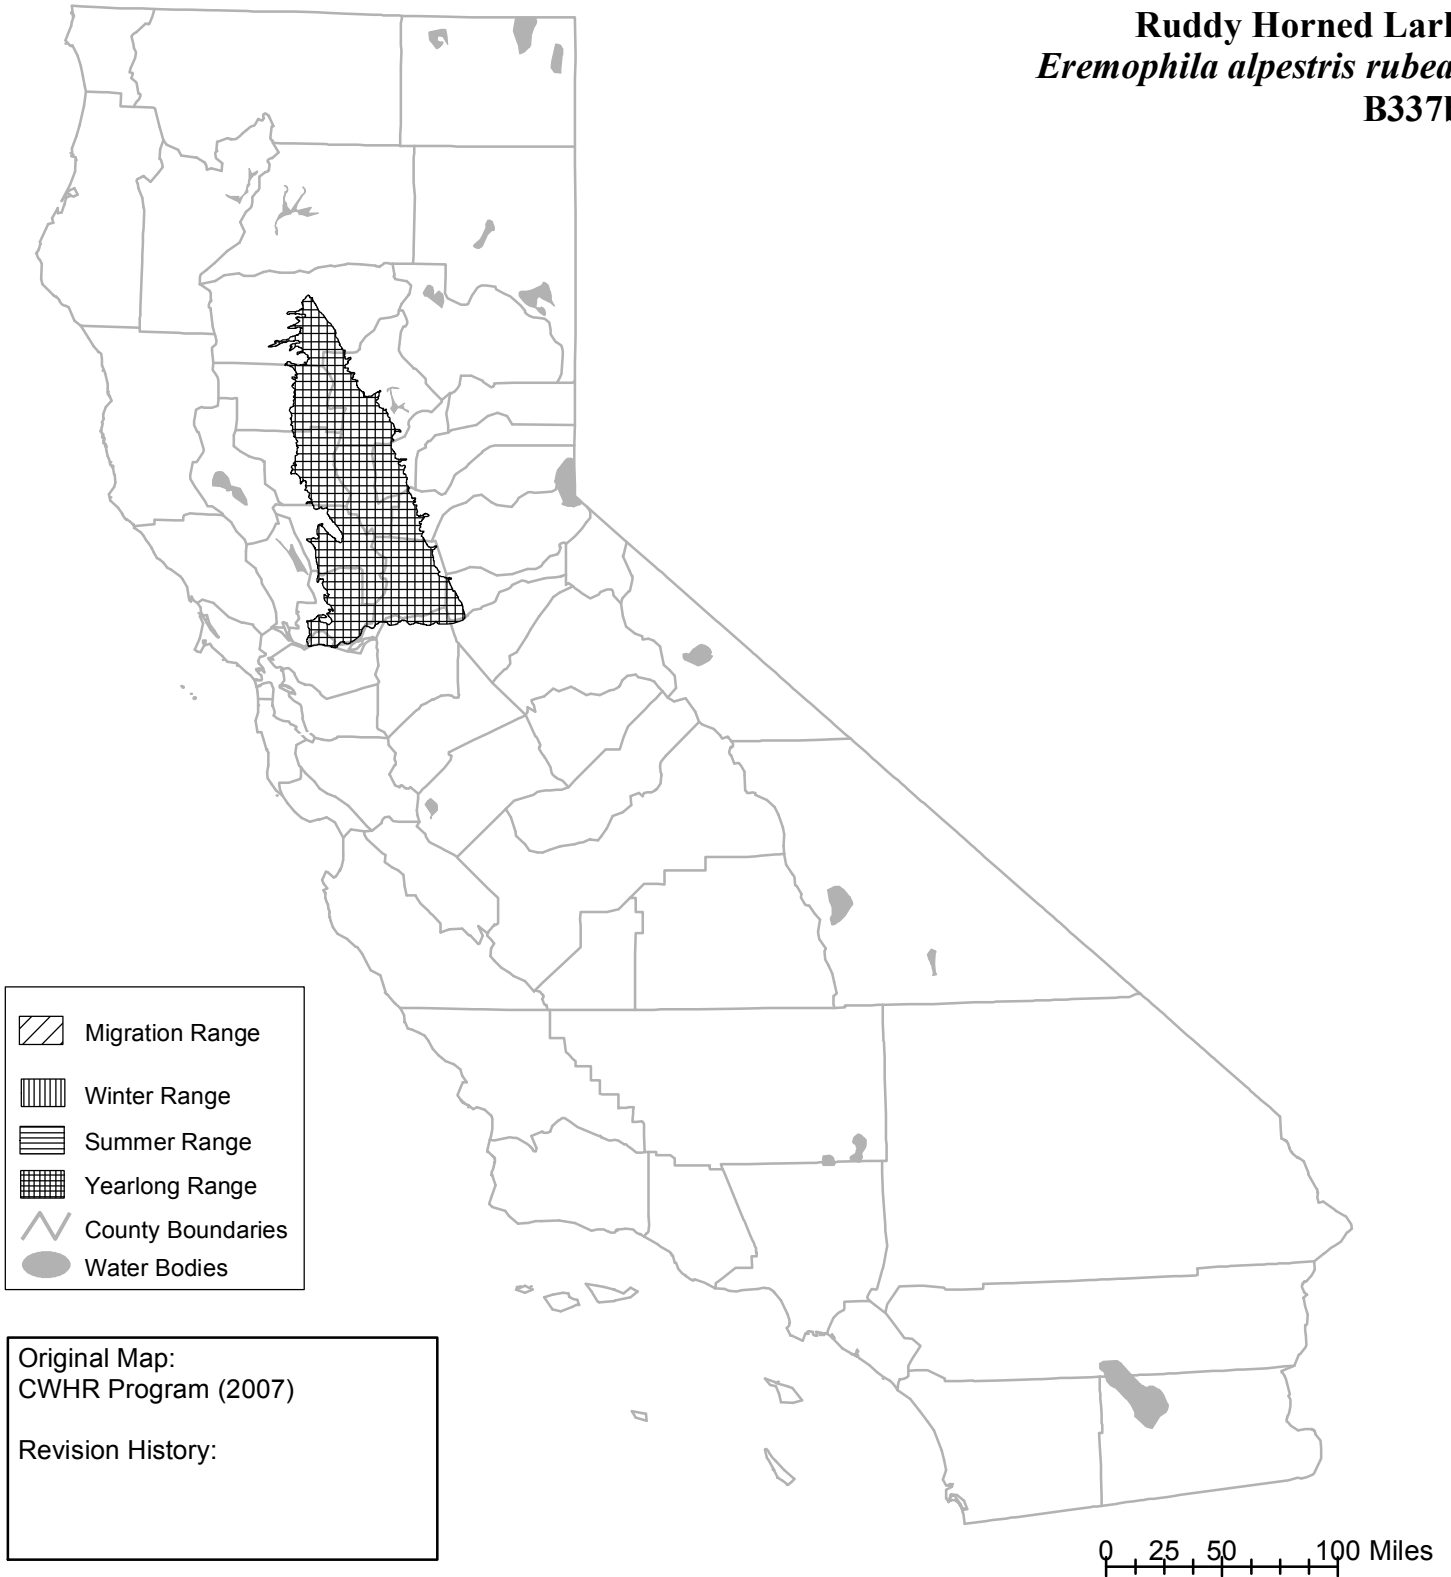 Ruddy Horned Lark
Eremophila alpestris rubea
B337b
Migration Range
Winter Range
Summer Range
Yearlong Range
County Boundaries
Water Bodies
Original Map:
CWHR Program (2007)
Revision History:
0 25 50 100 Miles